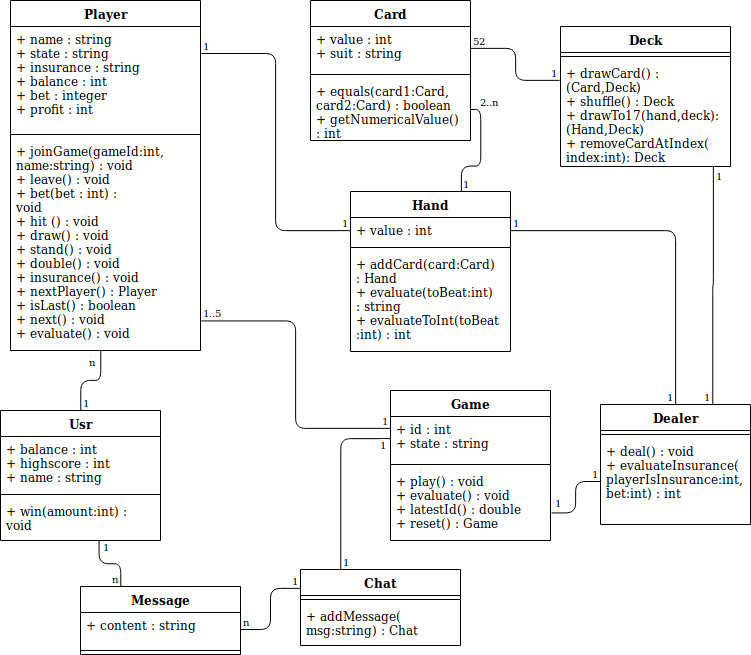 Player
+ name : string
+ state : string
+ insurance : string
+ balance : int
+ bet : integer
+ profit : int
+ joinGame(gameId:int,
name:string) : void
+ leave() : void
+ bet(bet : int) :
void
+ hit () : void
+ draw() : void
+ stand() : void
+ double() : void
+ insurance() : void
+ nextPlayer() : Player
+ isLast() : boolean
+ next() : void
+ evaluate() : void
1
1
1..5
1
n
1
Card
+ value : int
+ suit : string
+ equals(card1:Card,
card2:Card) : boolean
+ getNumericalValue()
: int
52
1
2..n
1
Deck
+ drawCard() :
(Card,Deck)
+ shuffle() : Deck
+ drawTo17(hand,deck):
(Hand,Deck)
+ removeCardAtIndex(
index:int): Deck
1
1
Hand
+ value : int
+ addCard(card:Card)
: Hand
+ evaluate(toBeat:int)
: string
+ evaluateToInt(toBeat
:int) : int
1
1
Usr
+ balance : int
+ highscore : int
+ name : string
+ win(amount:int) :
void
1
n
Game
+ id : int
+ state : string
+ play() : void
+ evaluate() : void
+ latestId() : double
+ reset() : Game
1
1
1
1
Dealer
+ deal() : void
+ evaluateInsurance(
playerIsInsurance:int,
bet:int) : int
Message
+ content : string
n
1
Chat
+ addMessage(
msg:string) : Chat